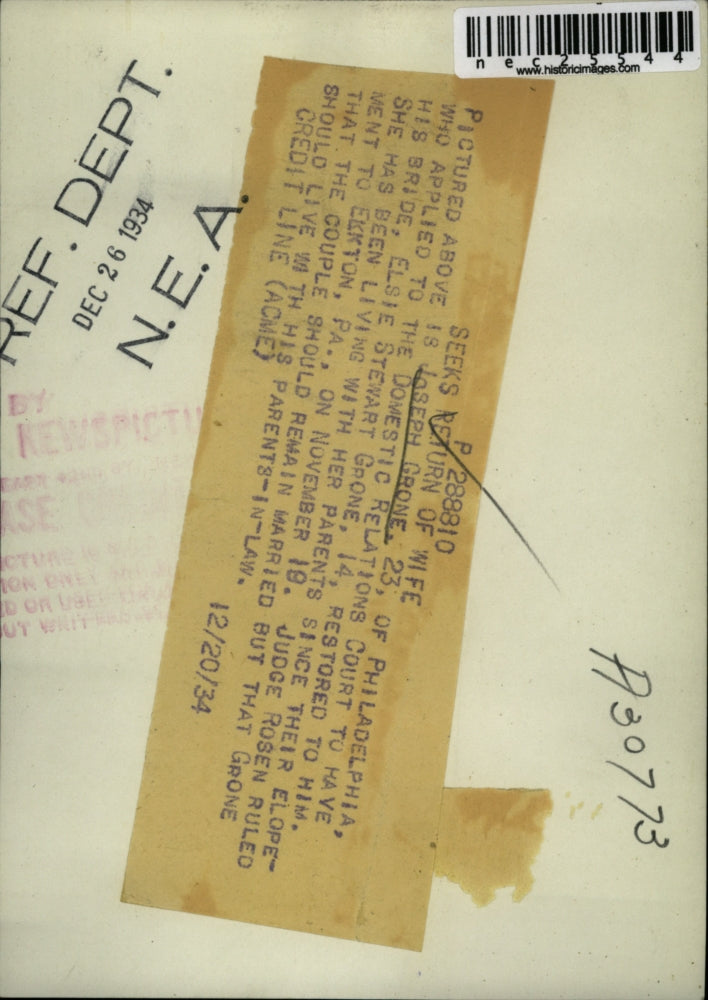 nec25544
www.historicimages.com
REF. DEPT.
DEC 26 1934
N.E.A.
P 288810
SEEKS RETURN OF WIFE
PICTURED ABOVE IS JOSEPH GRONE, 23, OF PHILADELPHIA,
WHO APPLIED TO THE DOMESTIC RELATIONS COURT TO HAVE
HIS BRIDE, ELSIE STEWART GRONE, 14, RESTORED TO HIM.
SHE HAS BEEN LIVING WITH HER PARENTS SINCE THEIR ELOPE-
MENT TO ELKTON, PA., ON NOVEMBER 19. JUDGE ROSEN RULED
THAT THE COUPLE SHOULD REMAIN MARRIED BUT THAT GRONE
SHOULD LIVE WITH HIS PARENTS-IN-LAW.
CREDIT LINE (ACME) 12/20/34
A30773
BY